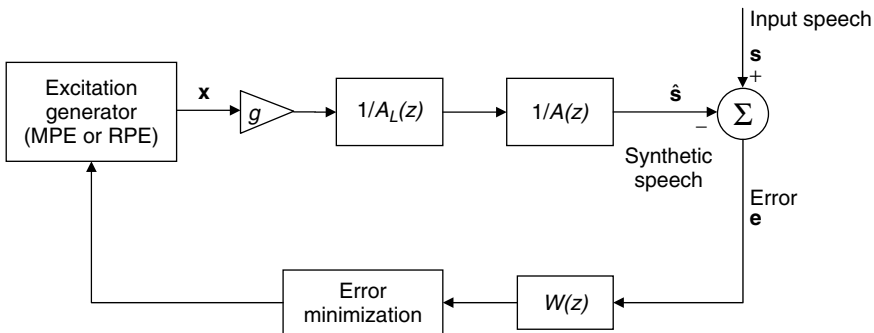 Input speech
s
+
Excitation
generator
(MPE or RPE)
x
g
1/A_L(z)
1/A(z)
ŝ
−
Σ
Synthetic
speech
Error
e
Error
minimization
W(z)